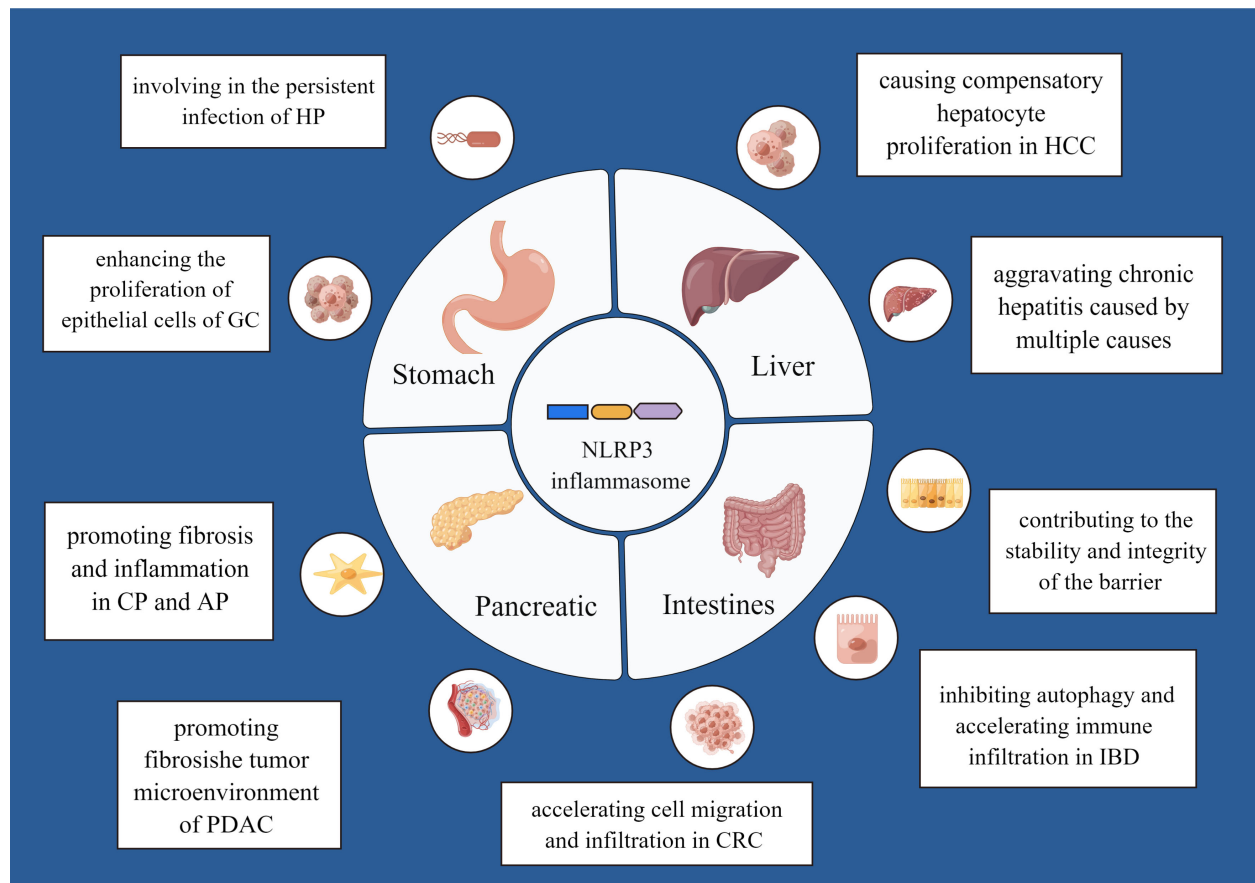 involving in the persistent
infection of HP
causing compensatory
hepatocyte
proliferation in HCC
enhancing the
proliferation of
epithelial cells of GC
aggravating chronic
hepatitis caused by
multiple causes
Stomach
Liver
NLRP3
inflammasome
Pancreatic
Intestines
promoting fibrosis
and inflammation
in CP and AP
contributing to the
stability and integrity
of the barrier
promoting
fibrosishe tumor
microenvironment
of PDAC
inhibiting autophagy and
accelerating immune
infiltration in IBD
accelerating cell migration
and infiltration in CRC